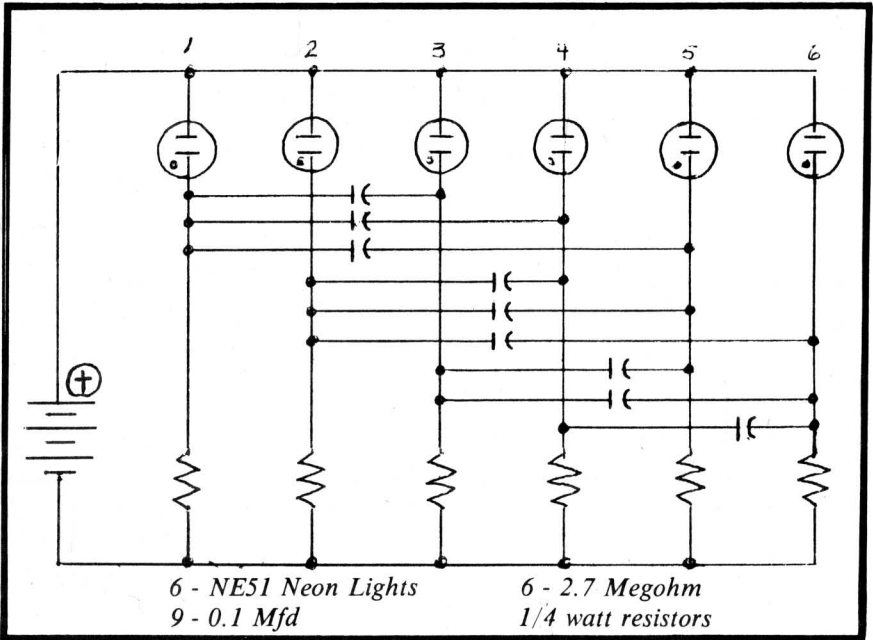 1 2 3 4 5 6
+
6 - NE51 Neon Lights
9 - 0.1 Mfd
6 - 2.7 Megohm
1/4 watt resistors